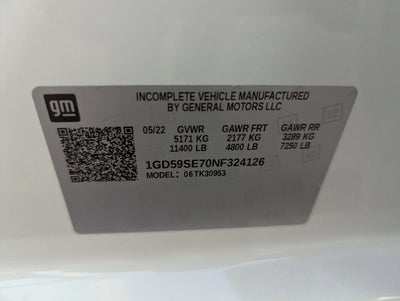 gm
INCOMPLETE VEHICLE MANUFACTURED
BY GENERAL MOTORS LLC
05/22 GVWR GAWR FRT GAWR RR
5171 KG 2177 KG 3289 KG
11400 LB 4800 LB 7250 LB
1GD59SE70NF324126
MODEL: 06TK30953